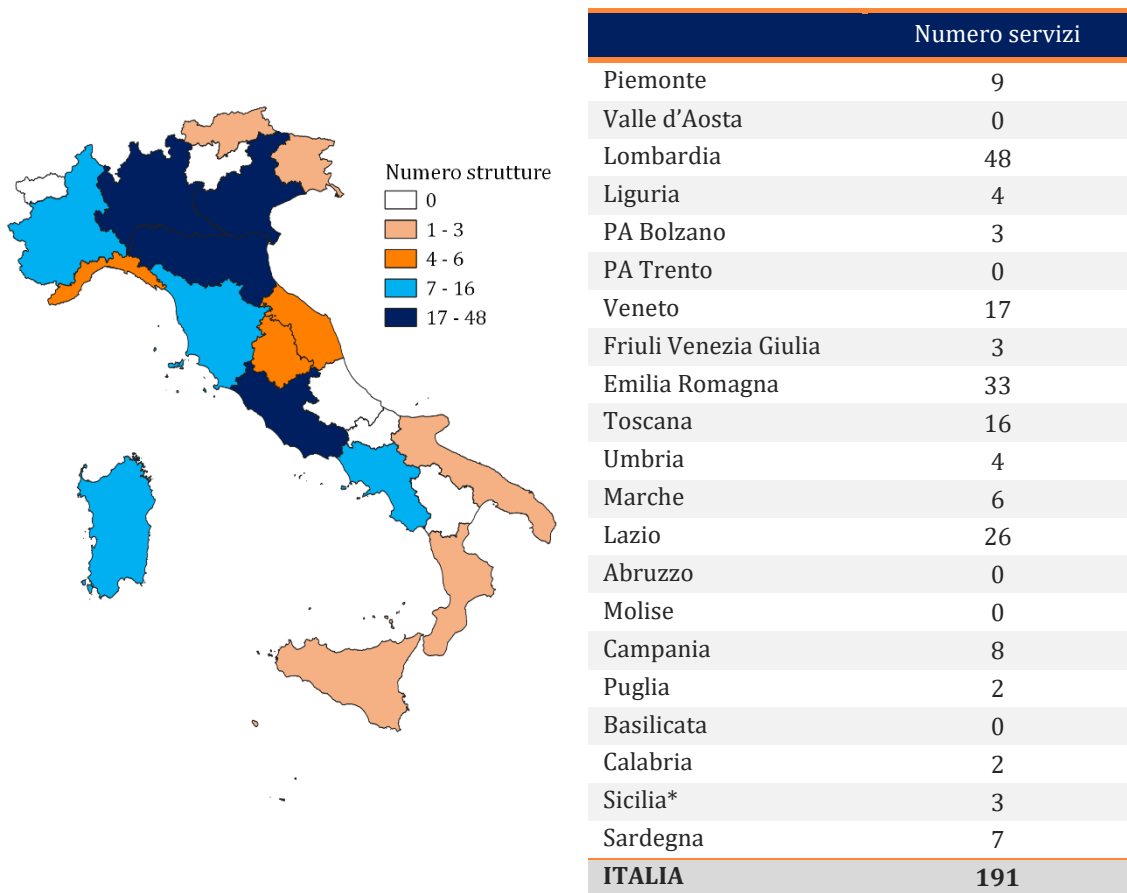 Numero strutture
0
1 - 3
4 - 6
7 - 16
17 - 48
Numero servizi
Piemonte 9
Valle d’Aosta 0
Lombardia 48
Liguria 4
PA Bolzano 3
PA Trento 0
Veneto 17
Friuli Venezia Giulia 3
Emilia Romagna 33
Toscana 16
Umbria 4
Marche 6
Lazio 26
Abruzzo 0
Molise 0
Campania 8
Puglia 2
Basilicata 0
Calabria 2
Sicilia* 3
Sardegna 7
ITALIA 191